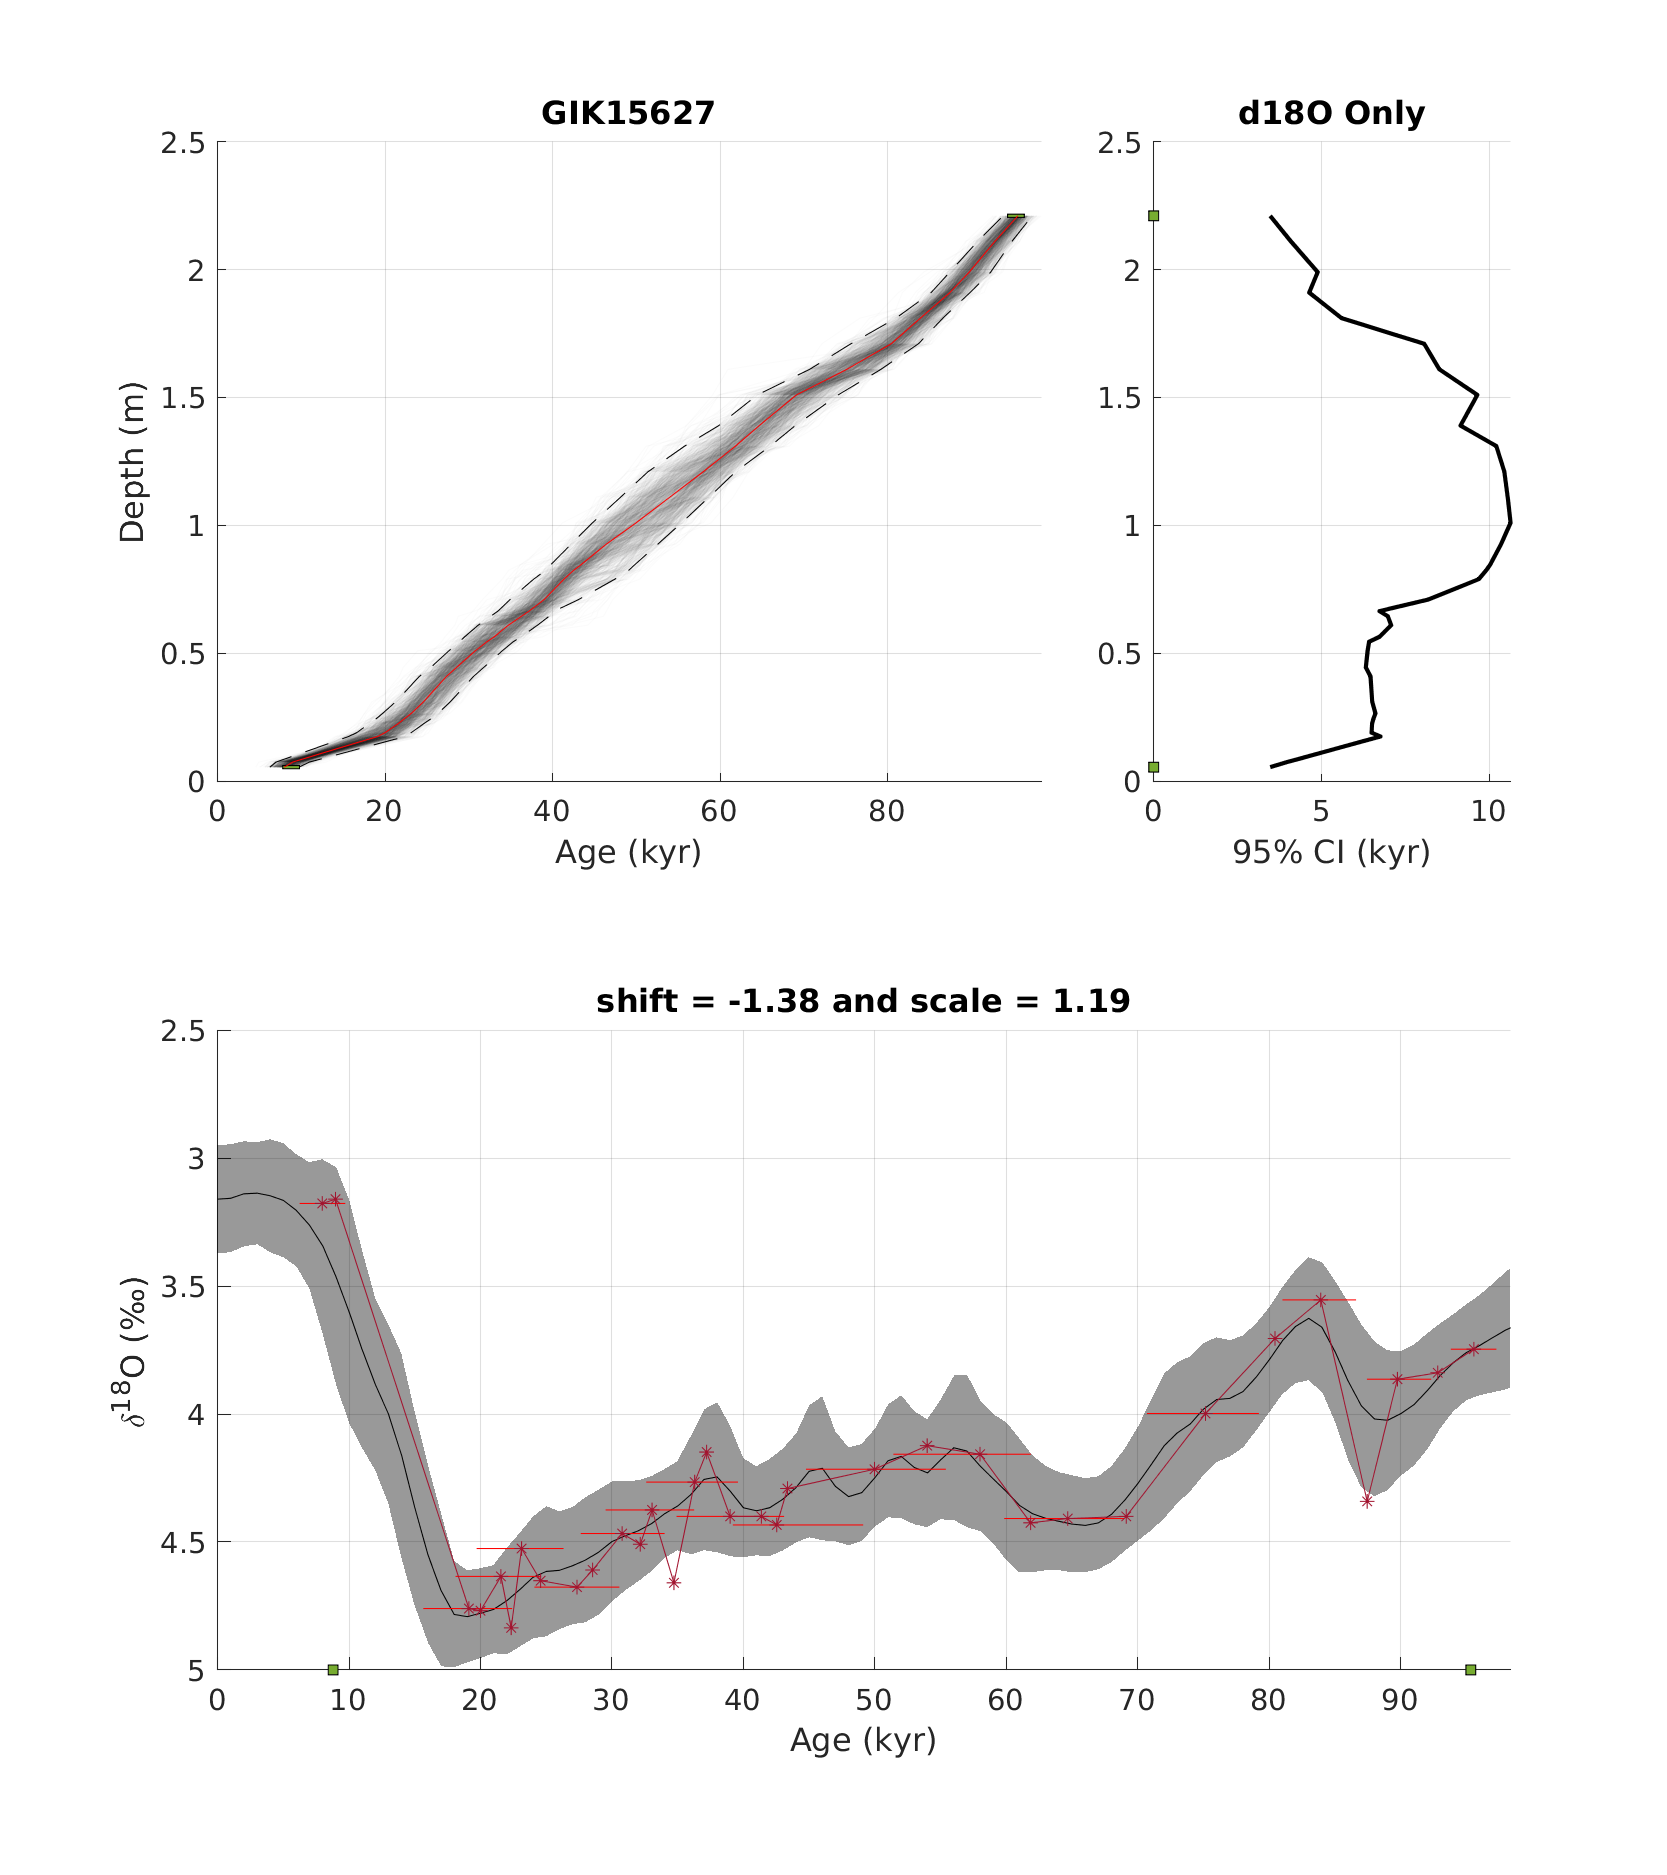 GIK15627
2.5
2
1.5
1
0.5
0
Depth (m)
0 20 40 60 80
Age (kyr)
d18O Only
2.5
2
1.5
1
0.5
0
0 5 10
95% CI (kyr)
shift = -1.38 and scale = 1.19
2.5
3
3.5
4
4.5
5
δ18O (‰)
0 10 20 30 40 50 60 70 80 90
Age (kyr)